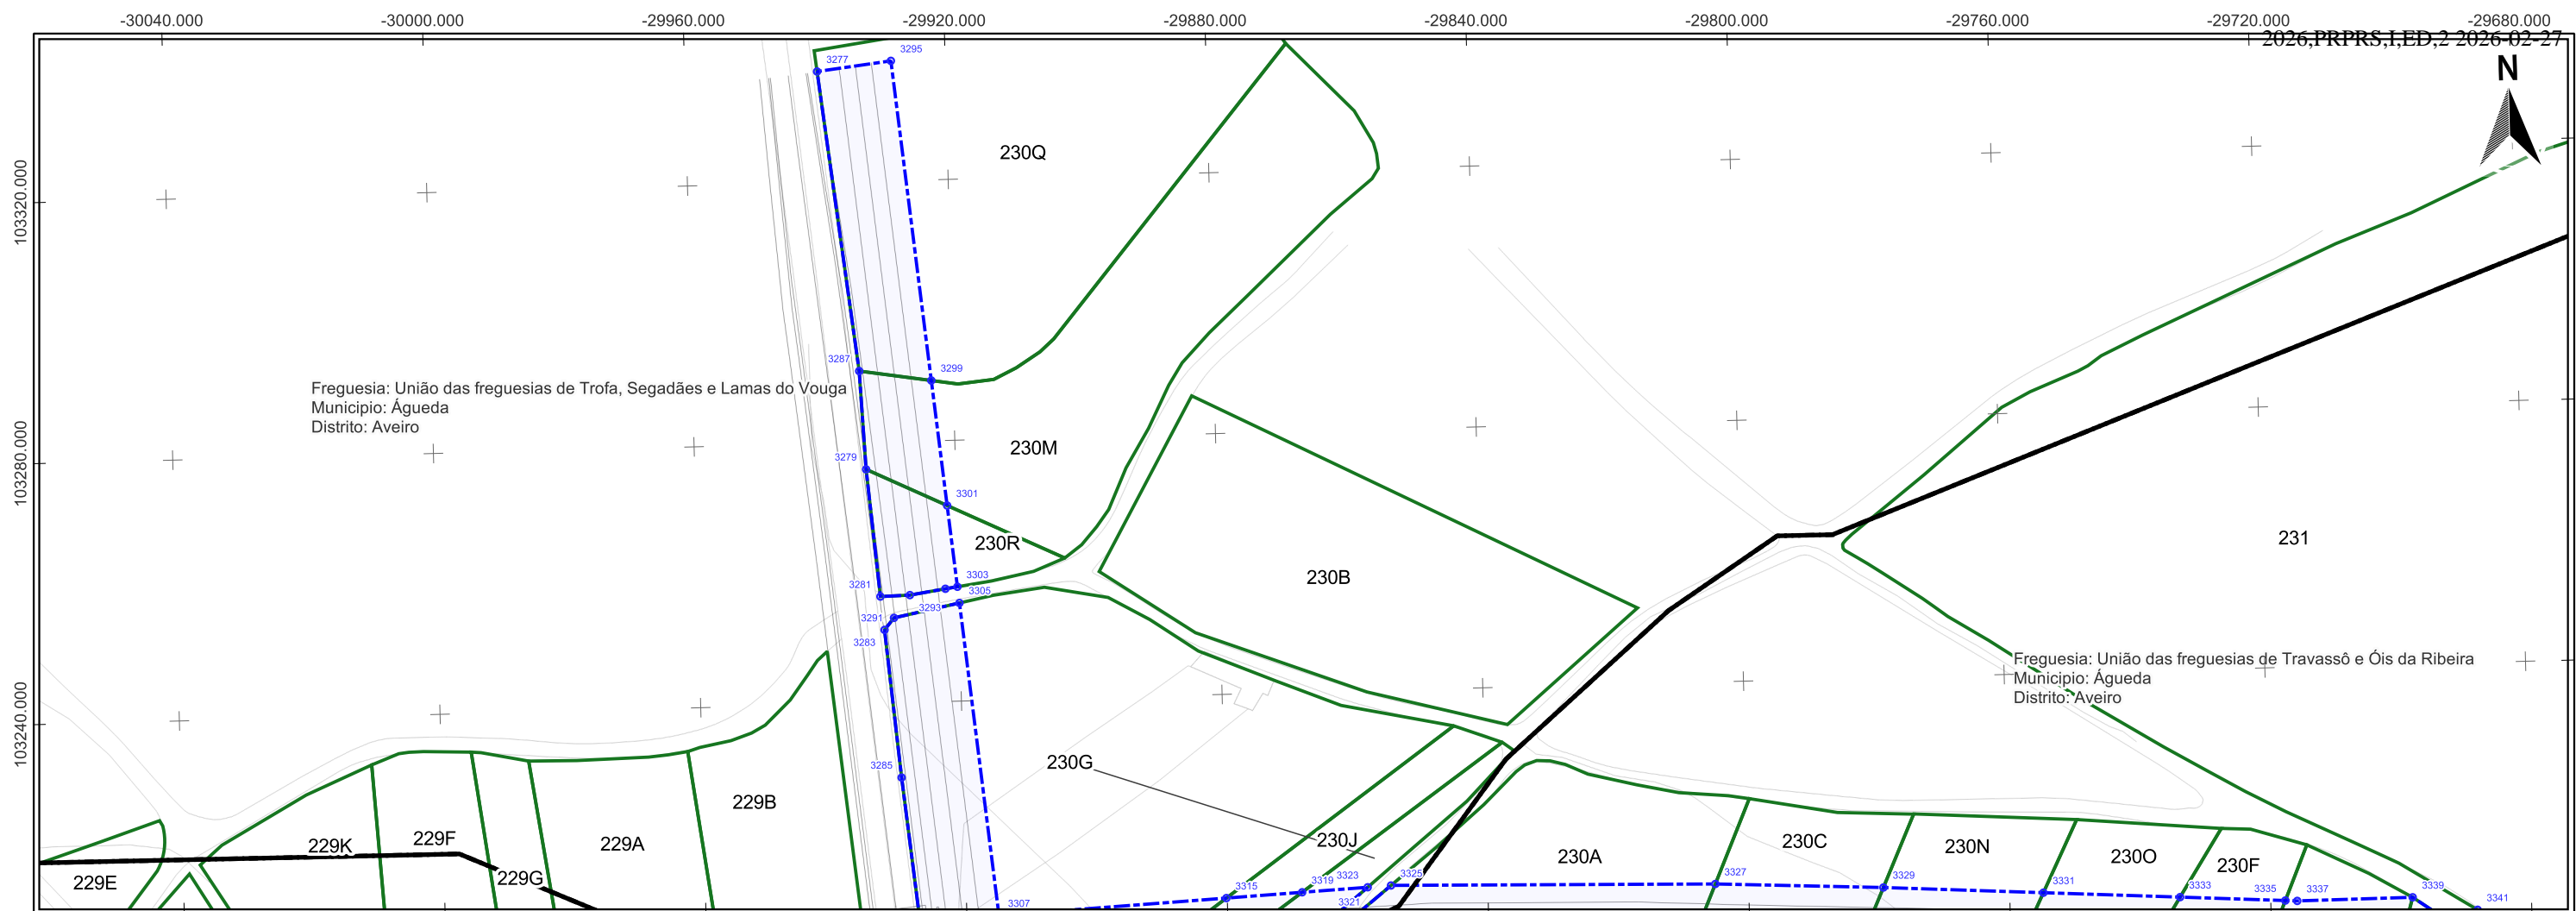 -30040.000 -30000.000 -29960.000 -29920.000 -29880.000 -29840.000 -29800.000 -29760.000 -29720.000 -29680.000
2026,PRPRS,I,ED,2 2026-02-27
N
3295
3277
230Q
103320.000
3287
3299
Freguesia: União das freguesias de Trofa, Segadães e Lamas do Vouga
Municipio: Águeda
Distrito: Aveiro
230M
3279
103280.000
3301
230R
231
3303
230B
3281
3305
3293
3291
3283
Freguesia: União das freguesias de Travassô e Óis da Ribeira
Municipio: Águeda
Distrito: Aveiro
103240.000
3285
230G
229B
229K
229F
229A
230J
230A
230C
230N
230O
230F
229E
229G
3315
3319
3323
3325
3327
3329
3331
3333
3335
3337
3339
3341
3307
3321